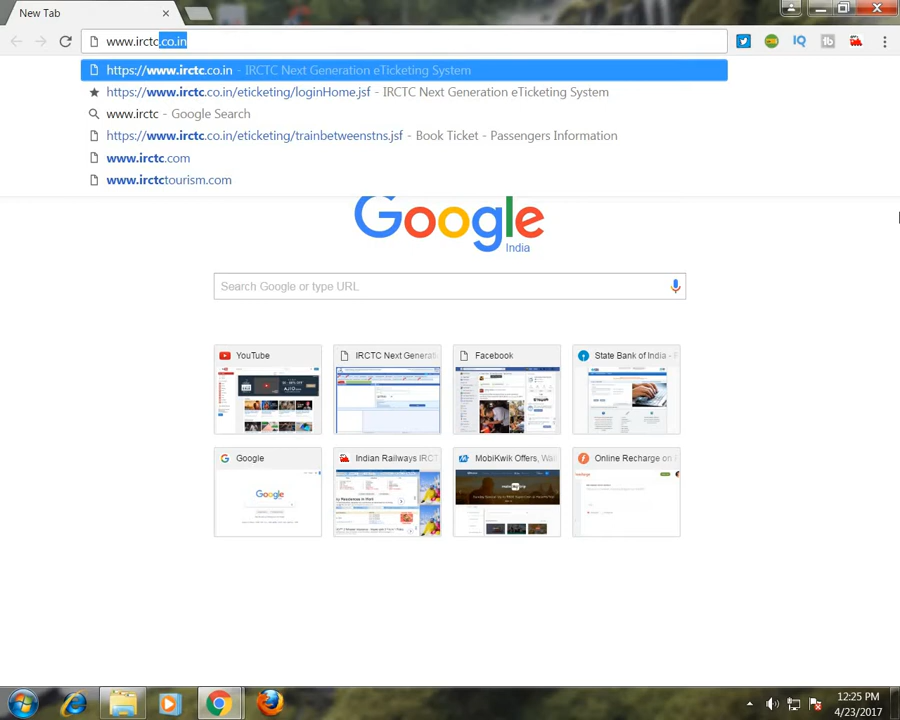 New Tab
www.irctc.co.in
https://www.irctc.co.in - IRCTC Next Generation eTicketing System
https://www.irctc.co.in/eticketing/loginHome.jsf - IRCTC Next Generation eTicketing System
www.irctc - Google Search
https://www.irctc.co.in/eticketing/trainbetweenstns.jsf - Book Ticket - Passengers Information
www.irctc.com
www.irctctourism.com
Google
India
Search Google or type URL
YouTube
IRCTC Next Generati
Facebook
State Bank of India -
Google
Indian Railways IRCT
MobiKwik Offers, Wa
Online Recharge on
12:25 PM
4/23/2017